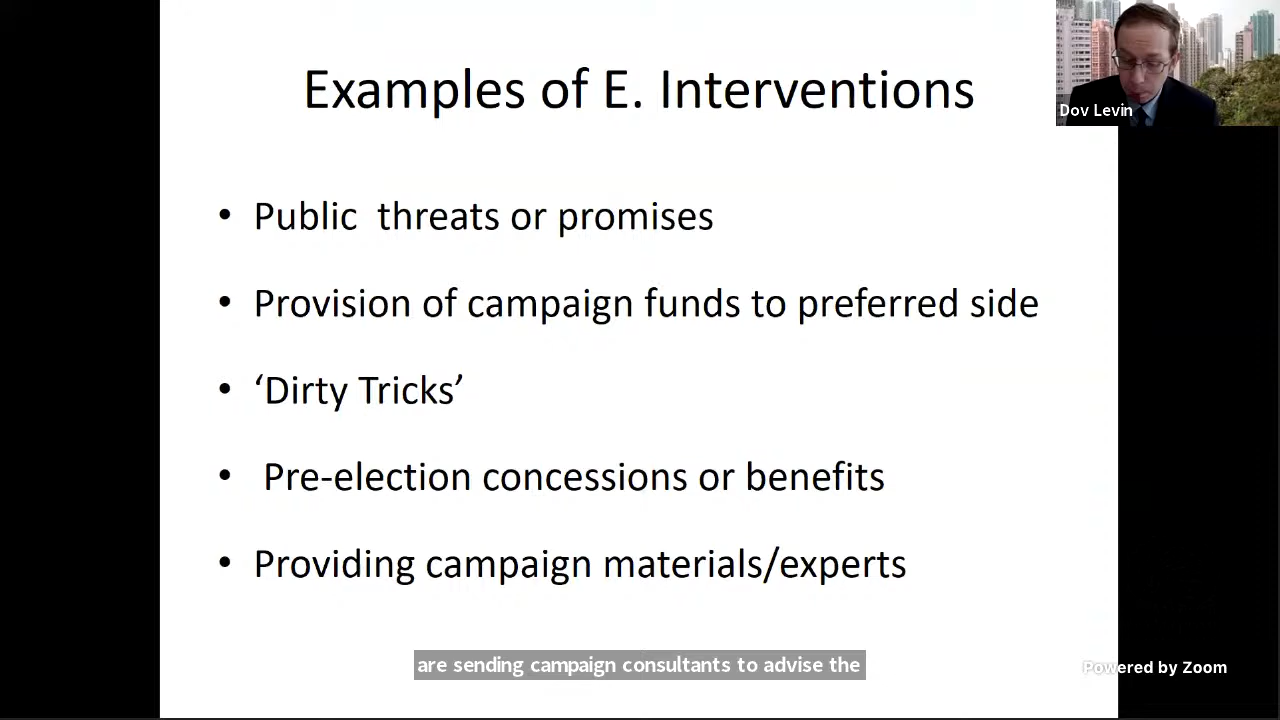 Examples of E. Interventions
Dov Levin
• Public  threats or promises
• Provision of campaign funds to preferred side
• ‘Dirty Tricks’
•  Pre-election concessions or benefits
• Providing campaign materials/experts
are sending campaign consultants to advise the
Powered by Zoom